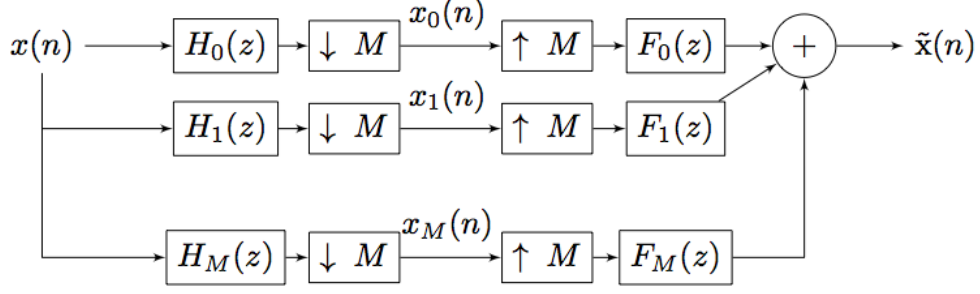 x₀(n)
x(n) H₀(z) ↓ M ↑ M F₀(z) + x̃(n)
x₁(n)
H₁(z) ↓ M ↑ M F₁(z)
x_M(n)
H_M(z) ↓ M ↑ M F_M(z)